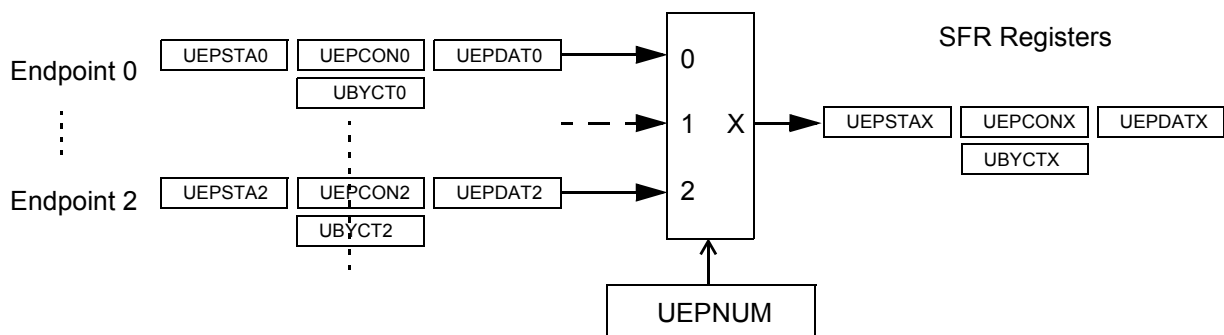 SFR Registers
Endpoint 0 UEPSTA0 UEPCON0 UEPDAT0 0
UBYCT0
1 X UEPSTAX UEPCONX UEPDATX
UBYCTX
Endpoint 2 UEPSTA2 UEPCON2 UEPDAT2 2
UBYCT2
UEPNUM